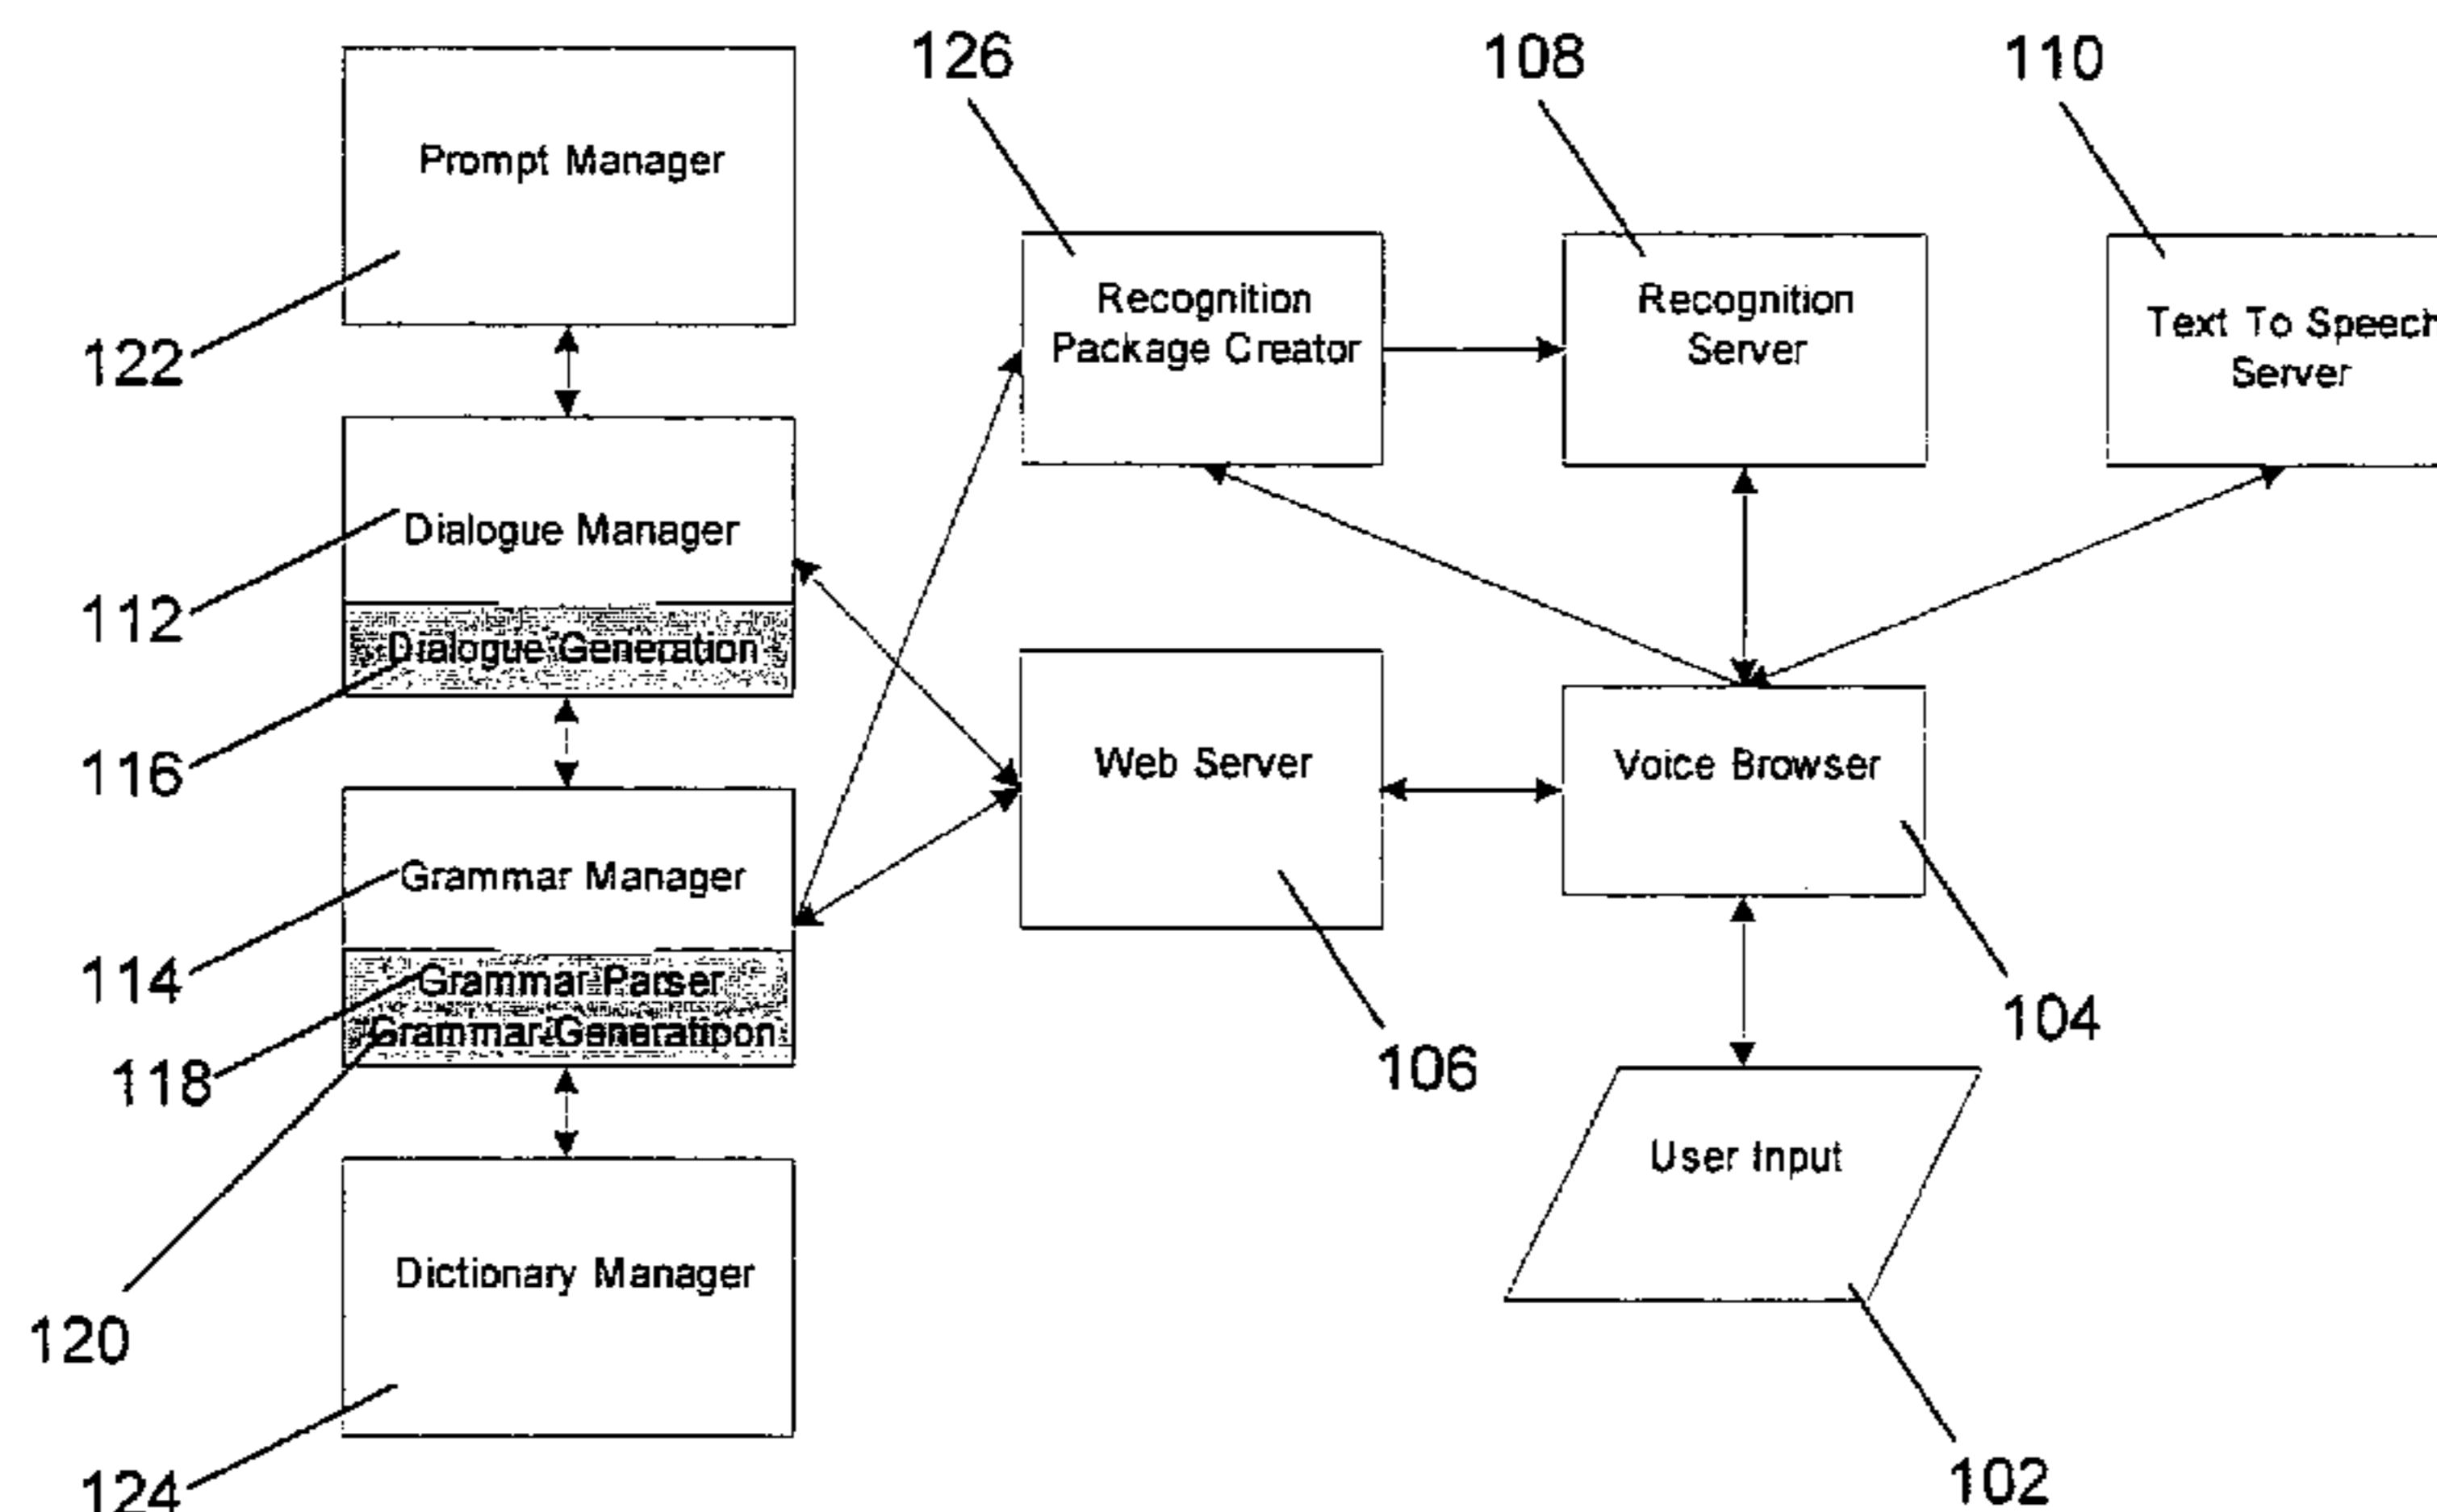 126
108
110
Prompt Manager
122
Recognition
Package Creator
Recognition
Server
Text To Speech
Server
Dialogue Manager
112
Dialogue Generation
116
Web Server
Voice Browser
Grammar Manager
114
Grammar Parser
118
Grammar Generatipon
120
106
104
User Input
Dictionary Manager
124
102